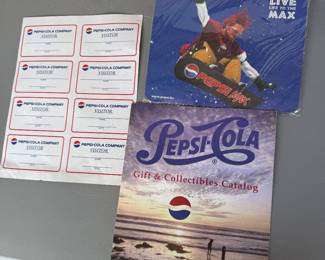 PEPSI-COLA COMPANY
VISITOR
PEPSI-COLA COMPANY
VISITOR
PEPSI-COLA COMPANY
VISITOR
PEPSI-COLA COMPANY
VISITOR
PEPSI-COLA COMPANY
VISITOR
PEPSI-COLA COMPANY
VISITOR
PEPSI-COLA COMPANY
VISITOR
PEPSI-COLA COMPANY
VISITOR
LIVE
LIFE TO THE
MAX
PEPSI MAX
PEPSI-COLA
Gift & Collectibles Catalog